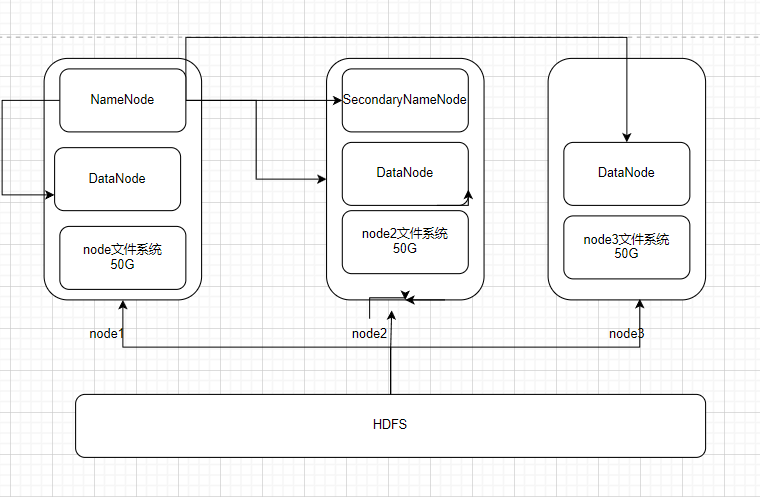 NameNode
SecondaryNameNode
DataNode
DataNode
DataNode
node文件系统
50G
node2文件系统
50G
node3文件系统
50G
node1
node2
node3
HDFS